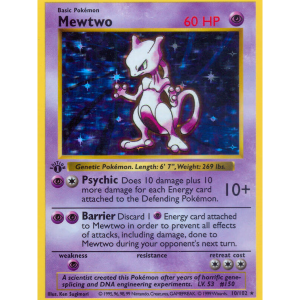 Basic Pokémon
Mewtwo 60 HP
Genetic Pokémon. Length: 6' 7", Weight: 269 lbs.
Psychic Does 10 damage plus 10
more damage for each Energy card
attached to the Defending Pokémon.
10+
Barrier Discard 1 Energy card attached
to Mewtwo in order to prevent all effects
of attacks, including damage, done to
Mewtwo during your opponent's next turn.
weakness resistance retreat cost
A scientist created this Pokémon after years of horrific gene-
splicing and DNA engineering experiments. LV. 53 #150
Illus. Ken Sugimori
10/102